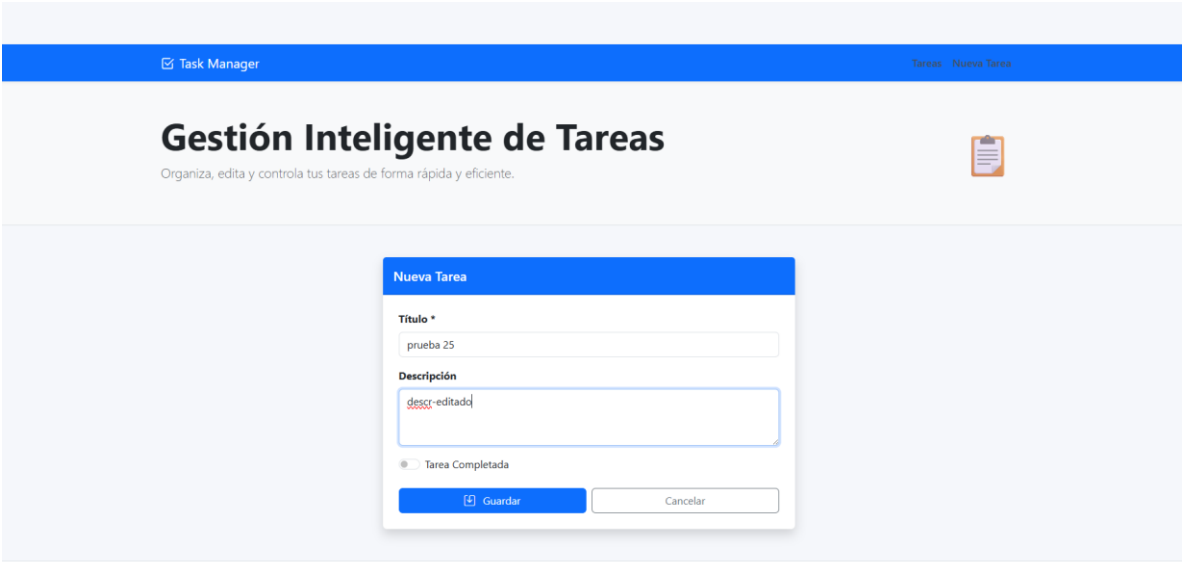 Task Manager
Tareas Nueva Tarea
Gestión Inteligente de Tareas
Organiza, edita y controla tus tareas de forma rápida y eficiente.
Nueva Tarea
Título *
prueba 25
Descripción
descr-editado
Tarea Completada
Guardar
Cancelar